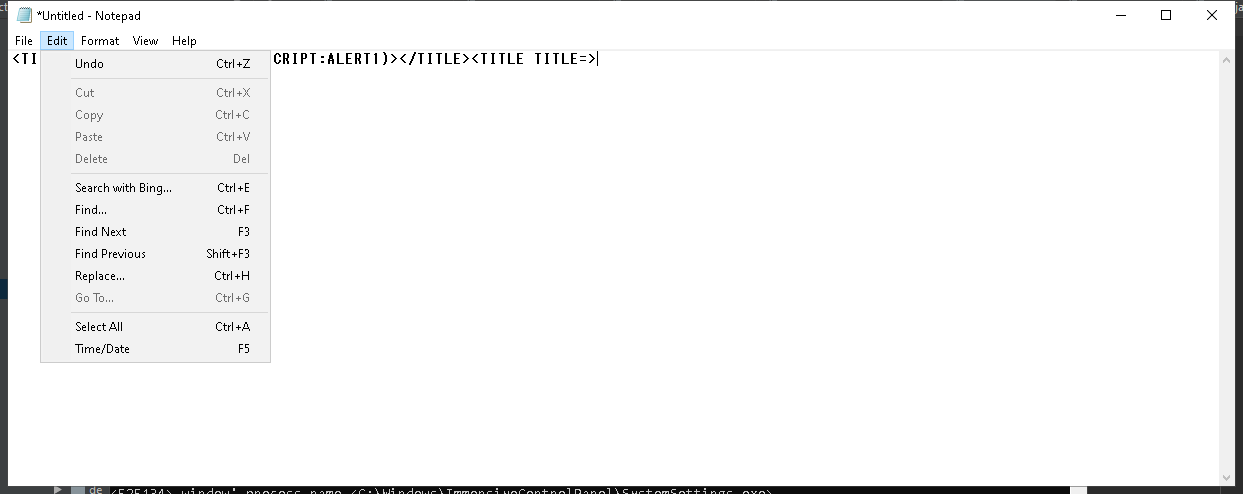 *Untitled - Notepad
File Edit Format View Help
<TI CRIPT:ALERT1)></TITLE><TITLE TITLE=>
Undo Ctrl+Z
Cut Ctrl+X
Copy Ctrl+C
Paste Ctrl+V
Delete Del
Search with Bing... Ctrl+E
Find... Ctrl+F
Find Next F3
Find Previous Shift+F3
Replace... Ctrl+H
Go To... Ctrl+G
Select All Ctrl+A
Time/Date F5
de <525134> window' process name <C:\Windows\ImmersiveControlPanel\SystemSettings.exe>